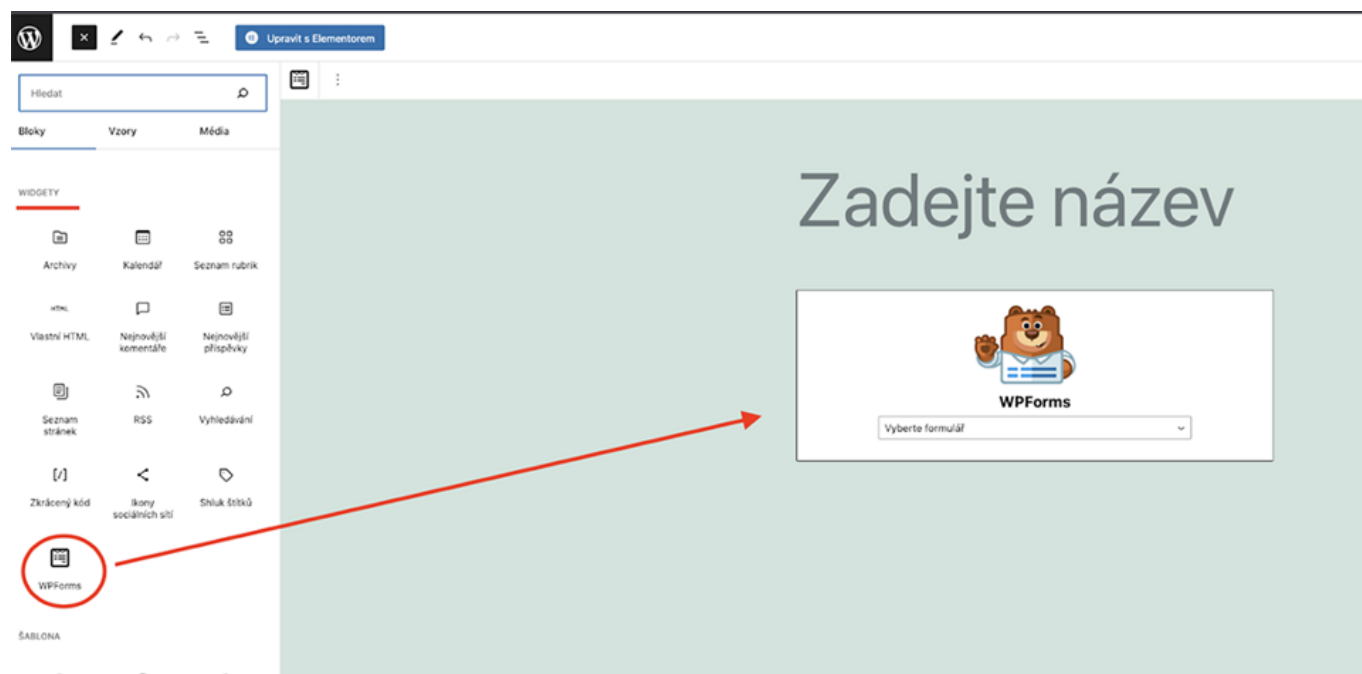 Upravit s Elementorem
Hledat
Bloky
Vzory
Média
WIDGETY
Archivy
Kalendář
Seznam rubrik
HTML
Vlastní HTML
Nejnovější
komentáře
Nejnovější
příspěvky
Seznam
stránek
RSS
Vyhledávání
[/]
Zkrácený kód
Ikony
sociálních sítí
Shluk štítků
WPForms
ŠABLONA
Zadejte název
WPForms
Vyberte formulář